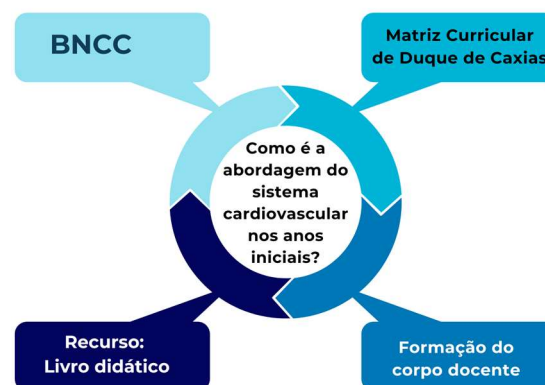 BNCC
Matriz Curricular
de Duque de Caxias
Como é a
abordagem do
sistema
cardiovascular
nos anos
iniciais?
Recurso:
Livro didático
Formação do
corpo docente